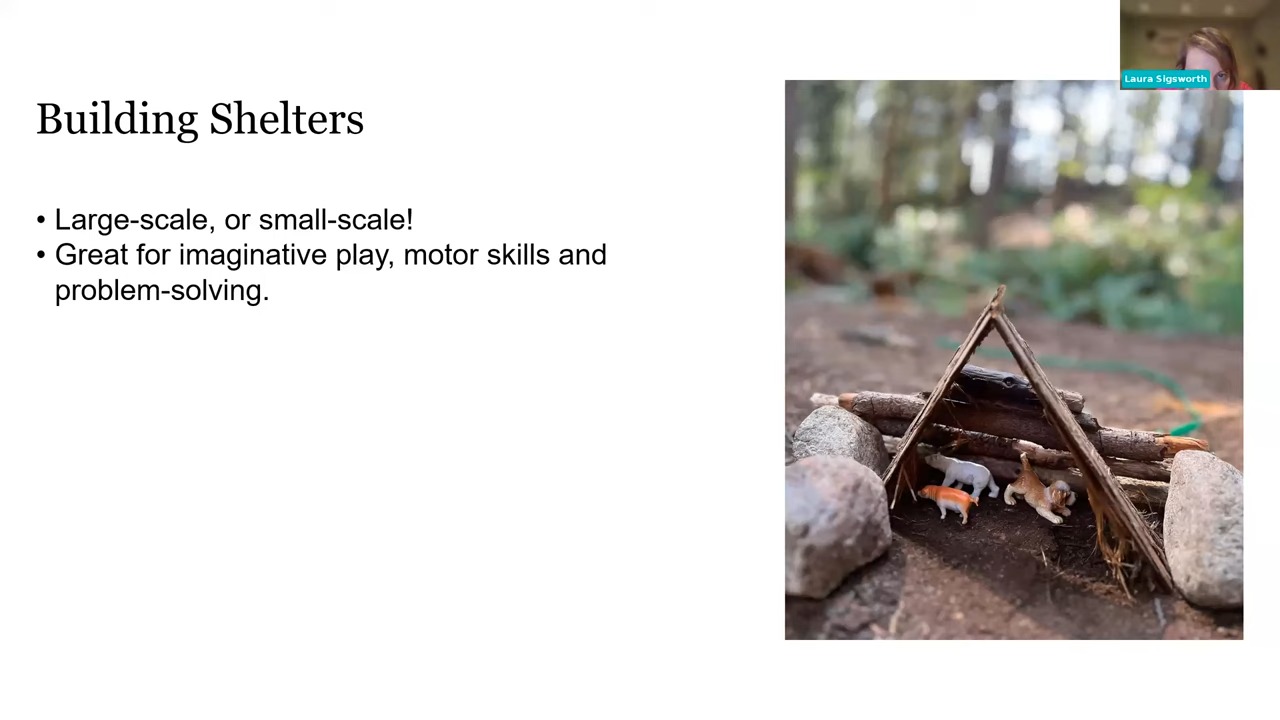 Laura Sigsworth
Building Shelters
• Large-scale, or small-scale!
• Great for imaginative play, motor skills and
problem-solving.